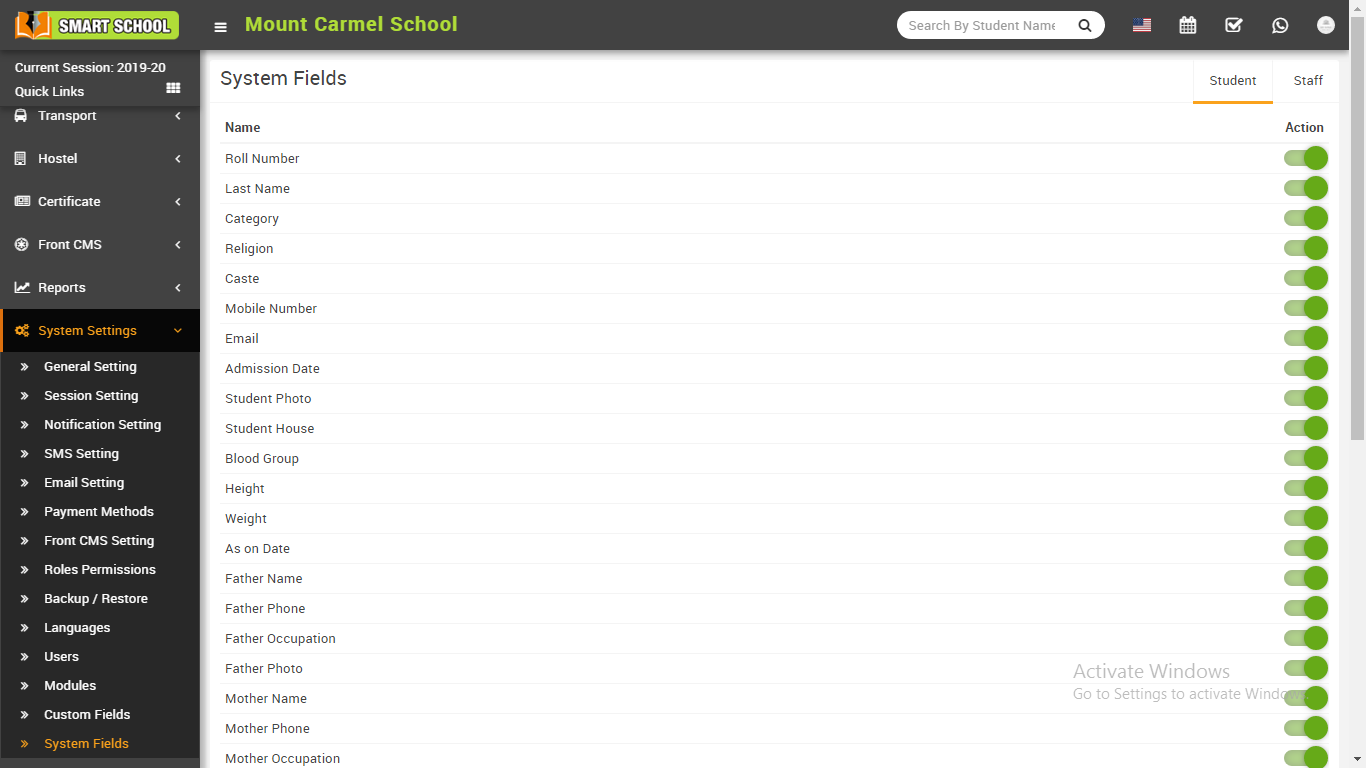 SMART SCHOOL
Mount Carmel School
Search By Student Name
Current Session: 2019-20
Quick Links
Transport
Hostel
Certificate
Front CMS
Reports
System Settings
General Setting
Session Setting
Notification Setting
SMS Setting
Email Setting
Payment Methods
Front CMS Setting
Roles Permissions
Backup / Restore
Languages
Users
Modules
Custom Fields
System Fields
System Fields
Student Staff
Name Action
Roll Number
Last Name
Category
Religion
Caste
Mobile Number
Email
Admission Date
Student Photo
Student House
Blood Group
Height
Weight
As on Date
Father Name
Father Phone
Father Occupation
Father Photo
Mother Name
Mother Phone
Mother Occupation
Activate Windows
Go to Settings to activate Windows.